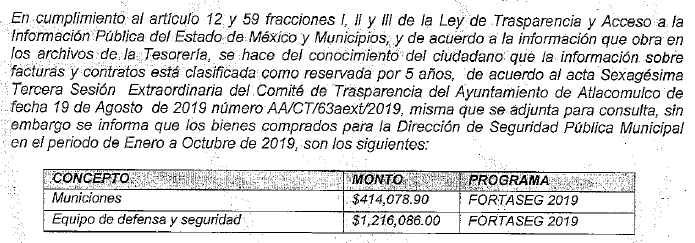 En cumplimiento al artículo 12 y 59 fracciones I, II y III de la Ley de Trasparencia y Acceso a la
Información Pública del Estado de México y Municipios, y de acuerdo a la información que obra en
los archivos de la Tesorería, se hace del conocimiento del ciudadano que la información sobre
facturas y contratos está clasificada como reservada por 5 años, de acuerdo al acta Sexagésima
Tercera Sesión Extraordinaria del Comité de Trasparencia del Ayuntamiento de Atlacomulco de
fecha 19 de Agosto de 2019 número AA/CT/63aext/2019, misma que se adjunta para consulta, sin
embargo se informa que los bienes comprados para la Dirección de Seguridad Pública Municipal
en el periodo de Enero a Octubre de 2019, son los siguientes:
CONCEPTO MONTO PROGRAMA
Municiones $414,078.90 FORTASEG 2019
Equipo de defensa y seguridad $1,216,086.00 FORTASEG 2019